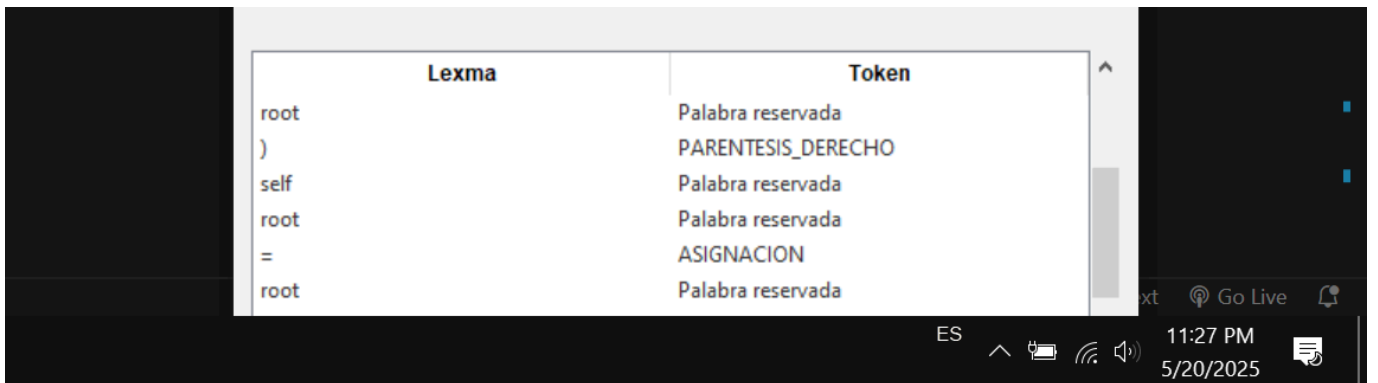 Lexma Token
root Palabra reservada
) PARENTESIS_DERECHO
self Palabra reservada
root Palabra reservada
= ASIGNACION
root Palabra reservada
xt Go Live
ES 11:27 PM
5/20/2025